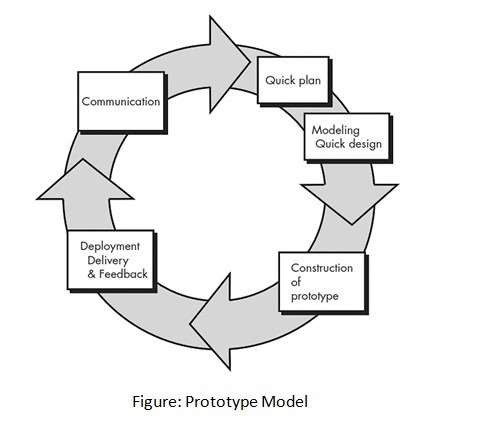 Communication
Quick plan
Modeling
Quick design
Construction
of
prototype
Deployment
Delivery
& Feedback
Figure: Prototype Model